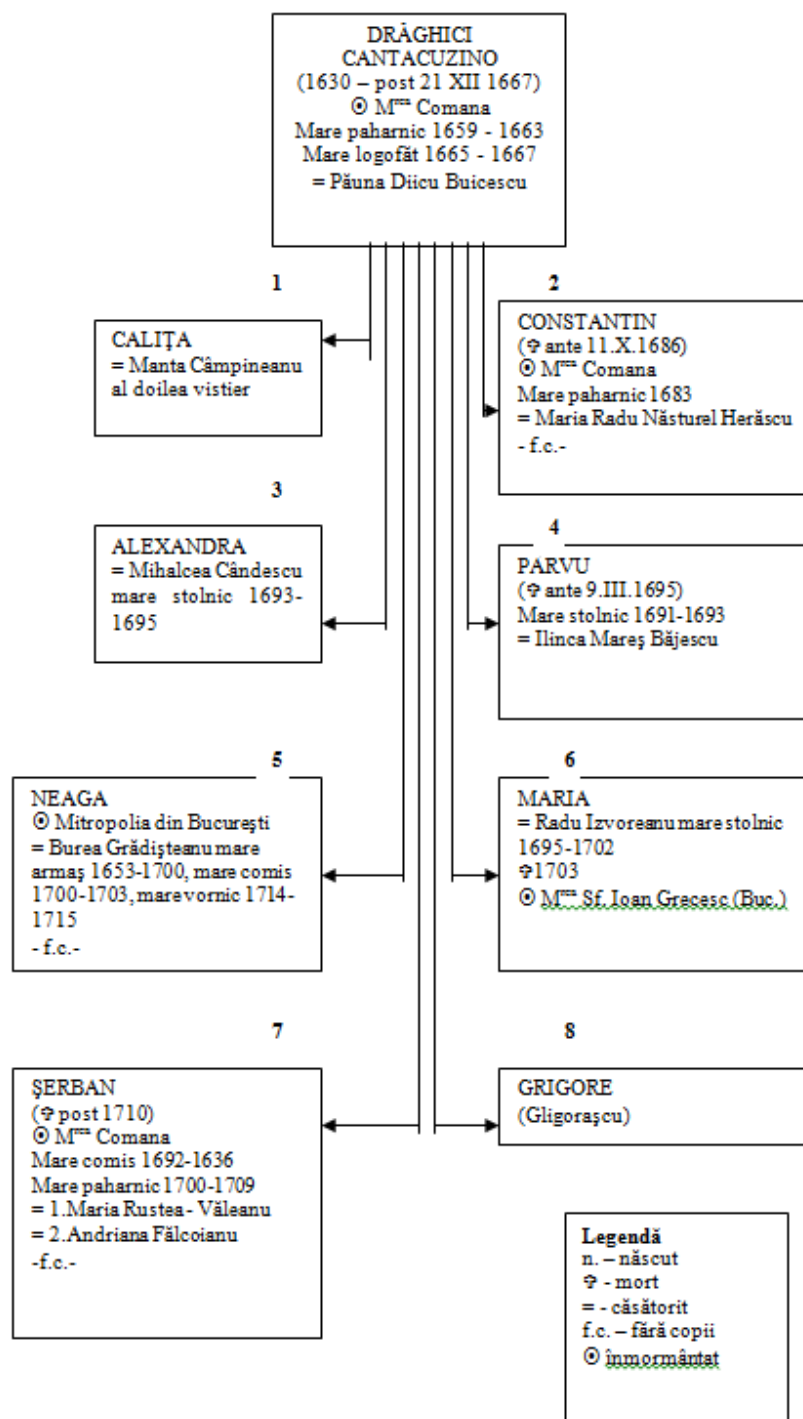 DRĂGHICI
CANTACUZINO
(1630 – post 21 XII 1667)
☉ Mrea Comana
Mare paharnic 1659 - 1663
Mare logofăt 1665 - 1667
= Păuna Diicu Buicescu
1
2
CALIŢA
= Manta Câmpineanu
al doilea vistier
CONSTANTIN
(✞ ante 11.X.1686)
☉ Mrea Comana
Mare paharnic 1683
= Maria Radu Năsturel Herăscu
- f.c.-
3
4
ALEXANDRA
= Mihalcea Cândescu
mare stolnic 1693-
1695
PARVU
(✞ ante 9.III.1695)
Mare stolnic 1691-1693
= Ilinca Mareş Băjescu
5
6
NEAGA
☉ Mitropolia din Bucureşti
= Burea Grădişteanu mare
armaş 1653-1700, mare comis
1700-1703, mare vornic 1714-
1715
- f.c.-
MARIA
= Radu Izvoreanu mare stolnic
1695-1702
✞1703
☉ Mrea Sf. Ioan Grecesc (Buc.)
7
8
ŞERBAN
(✞ post 1710)
☉ Mrea Comana
Mare comis 1692-1636
Mare paharnic 1700-1709
= 1.Maria Rustea - Văleanu
= 2.Andriana Fălcoianu
-f.c.-
GRIGORE
(Gligoraşcu)
Legendă
n. – născut
✞ - mort
= - căsătorit
f.c. – fără copii
☉ înmormântat